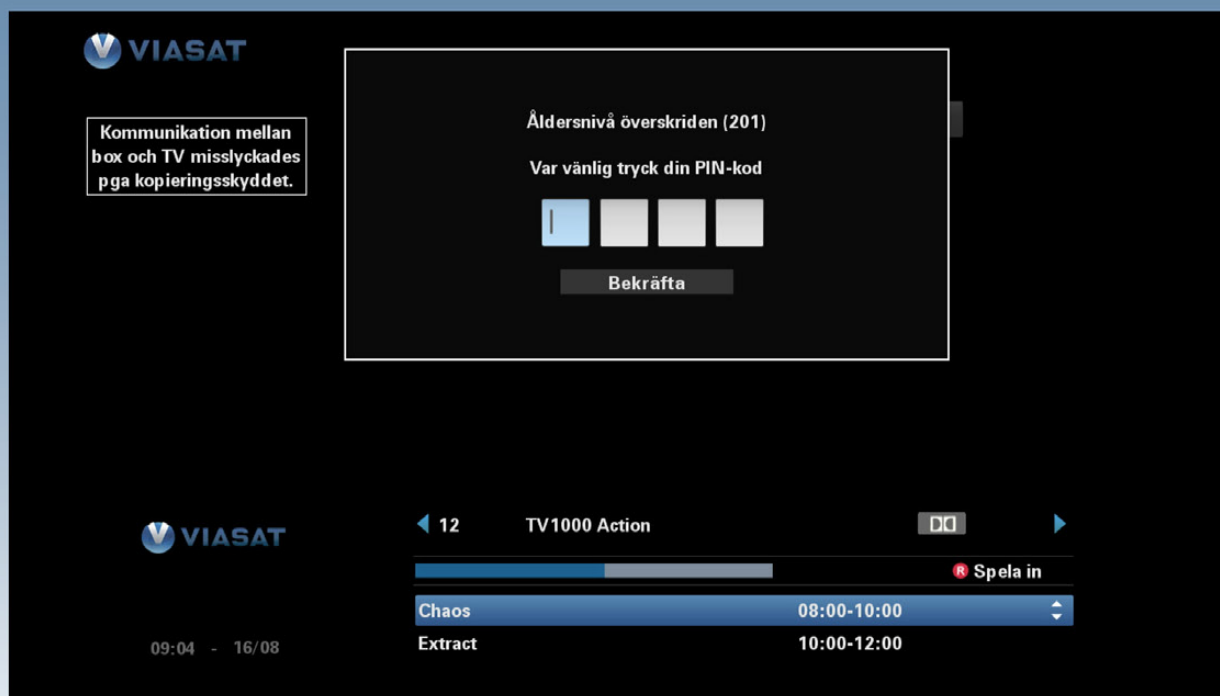 VIASAT
Kommunikation mellan
box och TV misslyckades
pga kopieringsskyddet.
Åldersnivå överskriden (201)
Var vänlig tryck din PIN-kod
Bekräfta
VIASAT
12 TV1000 Action
R Spela in
Chaos 08:00-10:00
Extract 10:00-12:00
09:04 - 16/08